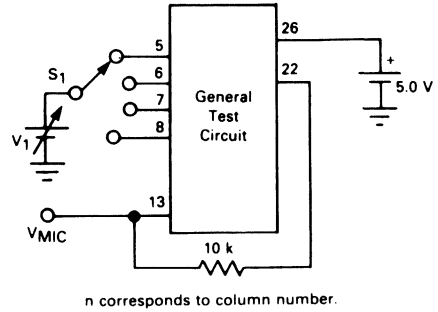 5
26
S1
6
22
+
7
General
Test
Circuit
5.0 V
8
V1
13
VMIC
10 k
n corresponds to column number.